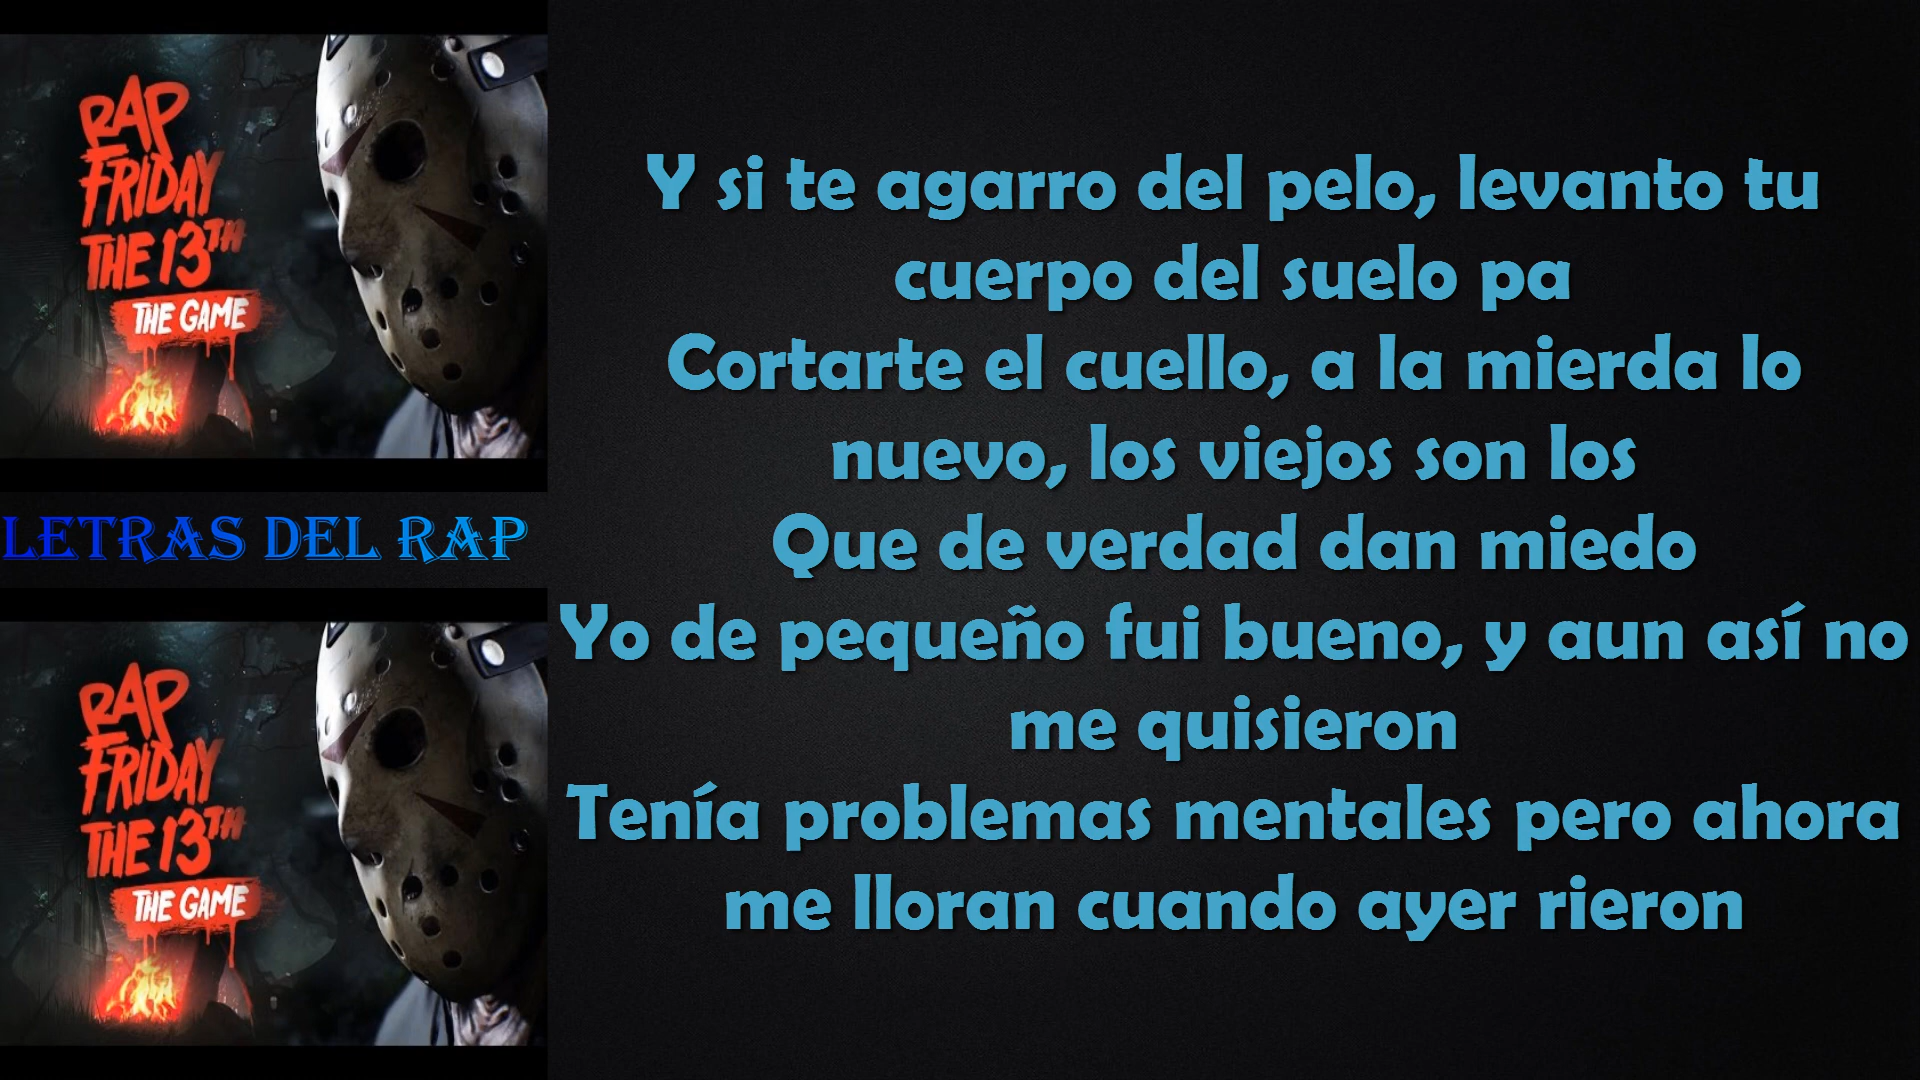 RAP
FRIDAY
THE 13TH
THE GAME
LETRAS DEL RAP
RAP
FRIDAY
THE 13TH
THE GAME
Y si te agarro del pelo, levanto tu
cuerpo del suelo pa
Cortarte el cuello, a la mierda lo
nuevo, los viejos son los
Que de verdad dan miedo
Yo de pequeño fui bueno, y aun así no
me quisieron
Tenía problemas mentales pero ahora
me lloran cuando ayer rieron